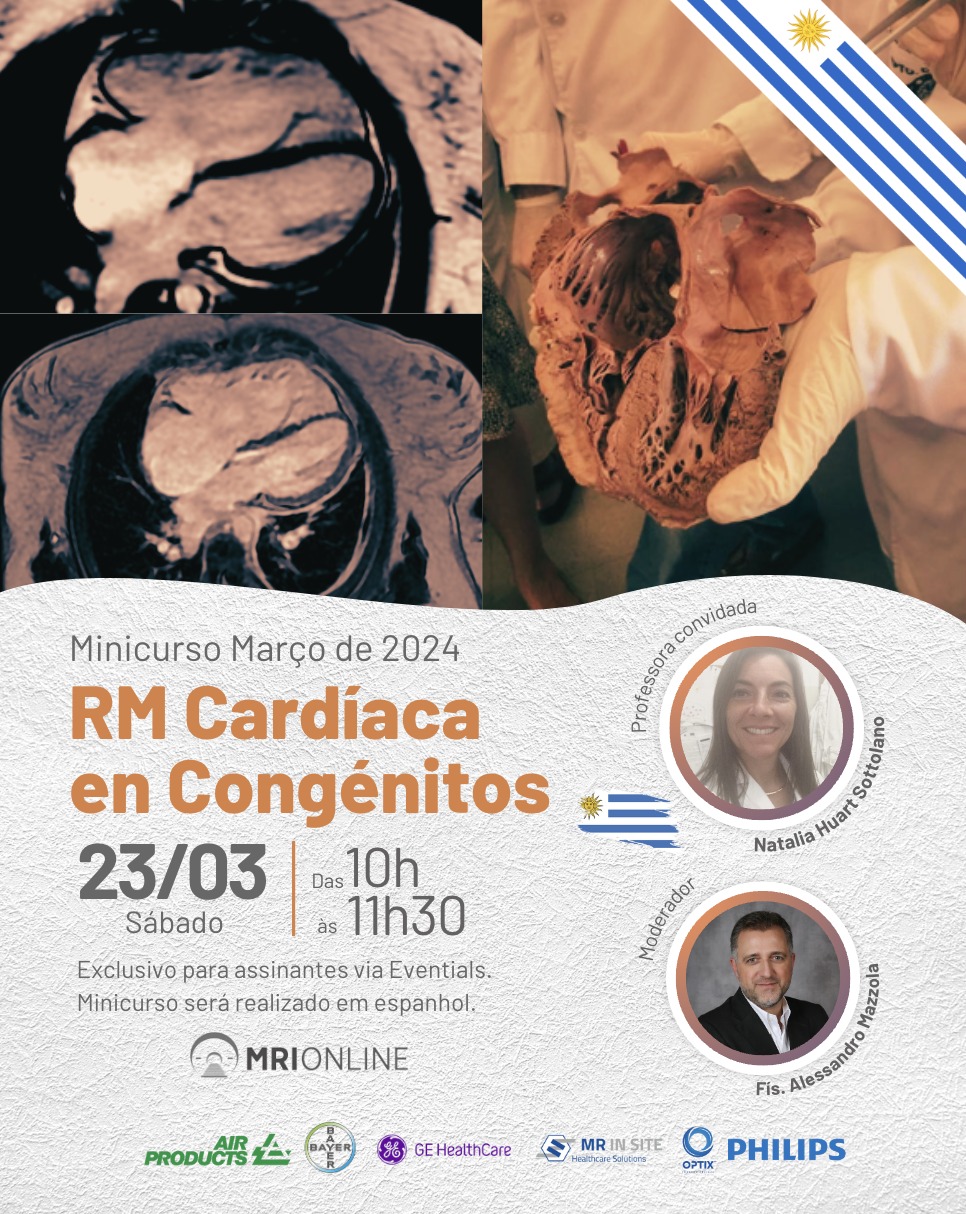 Minicurso Março de 2024
RM Cardíaca
en Congénitos
23/03
Sábado
Das 10h
às 11h30
Exclusivo para assinantes via Eventials.
Minicurso será realizado em espanhol.
MRIONLINE
Professora convidada
Natalia Huart Sottolano
Moderador
Fís. Alessandro Mazzola
AIR
PRODUCTS
BAYER
BAYER
GE HealthCare
MR IN SITE
Healthcare Solutions
OPTIX
PHILIPS